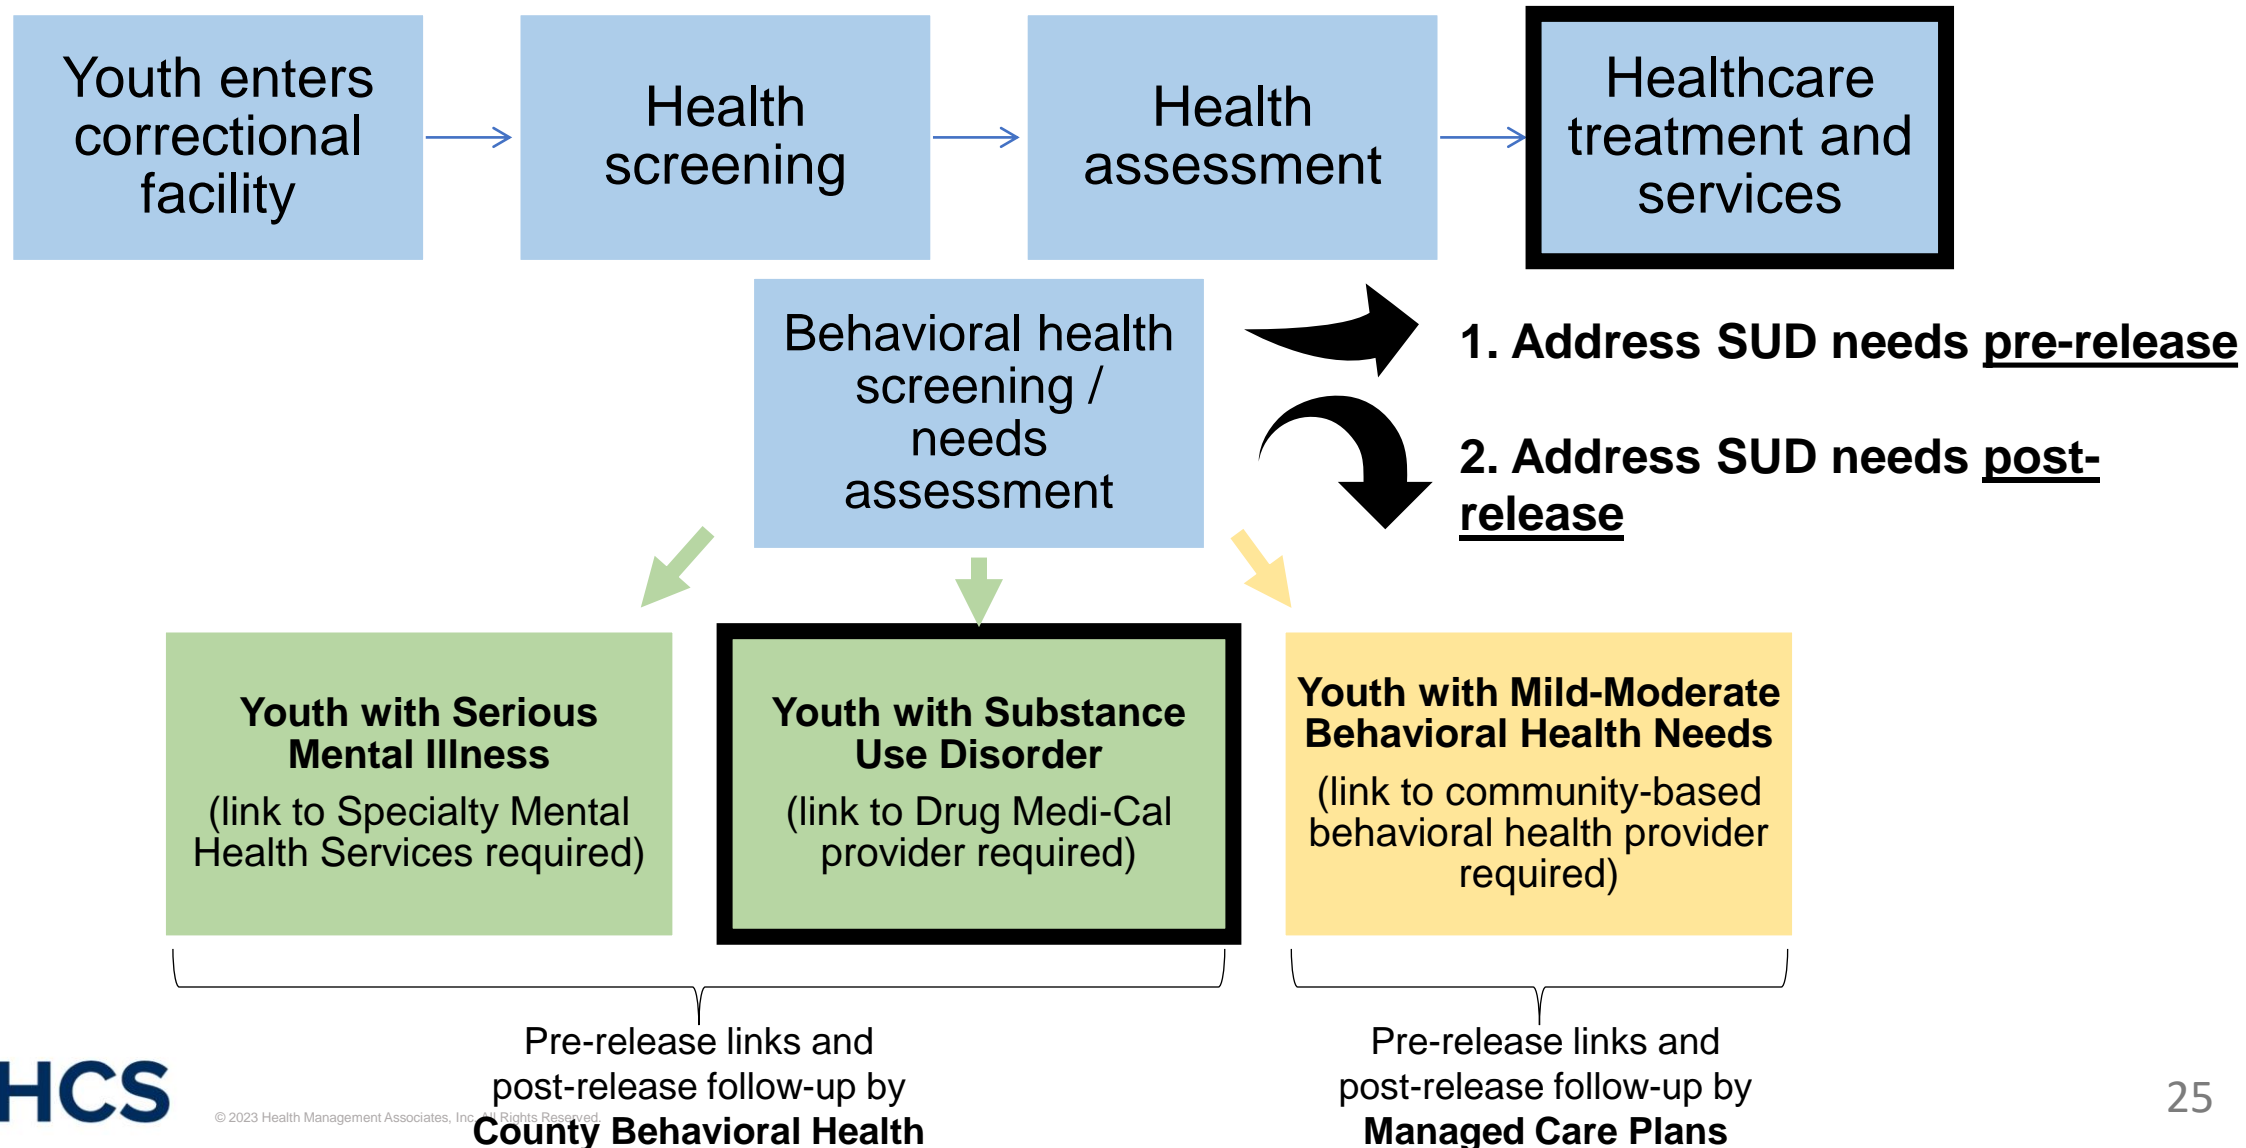 Youth enters
correctional
facility
Health
screening
Health
assessment
Healthcare
treatment and
services
Behavioral health
screening /
needs
assessment
1. Address SUD needs pre-release
2. Address SUD needs post-
release
Youth with Serious
Mental Illness
(link to Specialty Mental
Health Services required)
Youth with Substance
Use Disorder
(link to Drug Medi-Cal
provider required)
Youth with Mild-Moderate
Behavioral Health Needs
(link to community-based
behavioral health provider
required)
Pre-release links and
post-release follow-up by
County Behavioral Health
Pre-release links and
post-release follow-up by
Managed Care Plans
HCS
© 2023 Health Management Associates, Inc. All Rights Reserved.
25